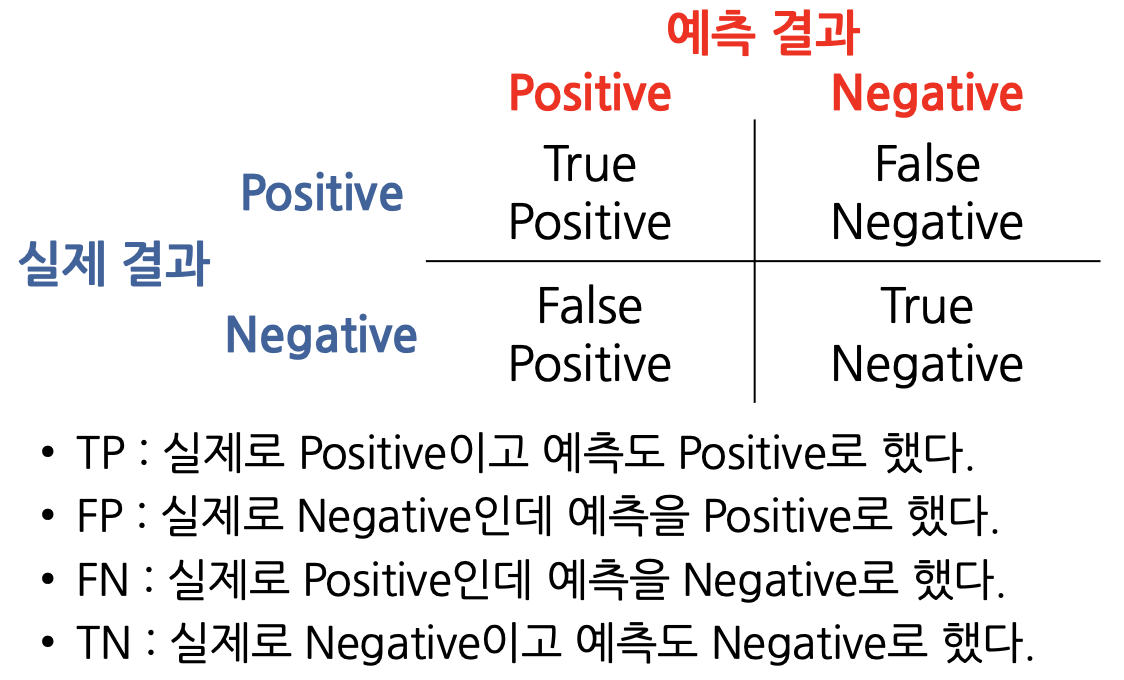 예측 결과
Positive Negative
True False
Positive
Positive Negative
실제 결과
False True
Negative
Positive Negative
• TP : 실제로 Positive이고 예측도 Positive로 했다.
• FP : 실제로 Negative인데 예측을 Positive로 했다.
• FN : 실제로 Positive인데 예측을 Negative로 했다.
• TN : 실제로 Negative이고 예측도 Negative로 했다.